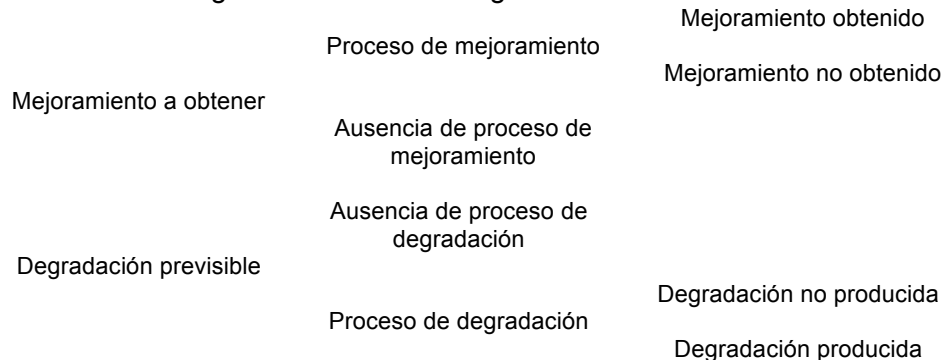 Mejoramiento obtenido
Proceso de mejoramiento
Mejoramiento no obtenido
Mejoramiento a obtener
Ausencia de proceso de
mejoramiento
Ausencia de proceso de
degradación
Degradación previsible
Degradación no producida
Proceso de degradación
Degradación producida